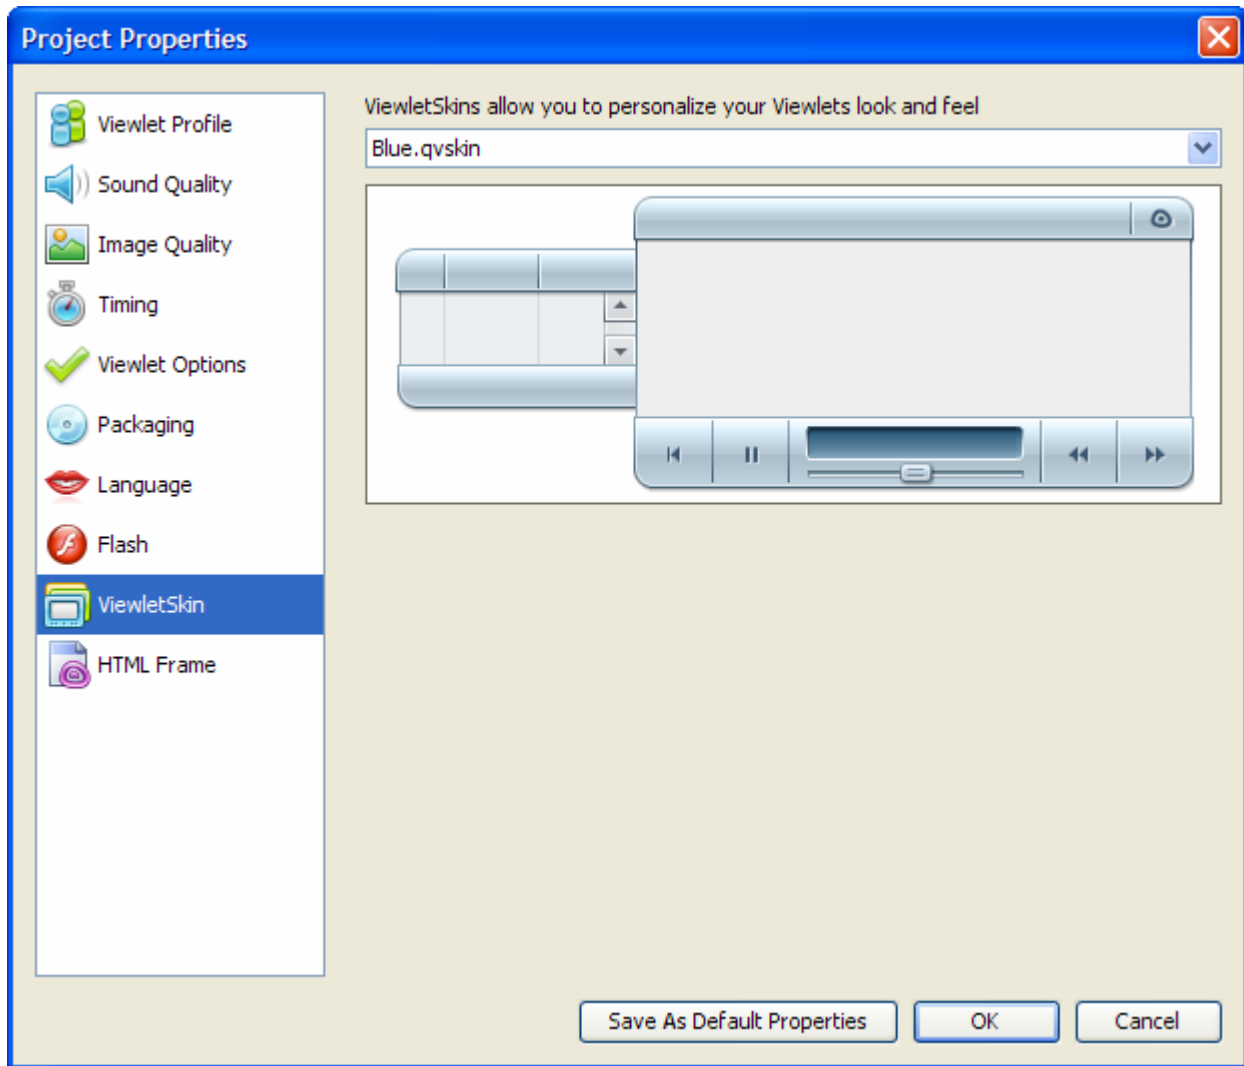 Project Properties
Viewlet Profile
Sound Quality
Image Quality
Timing
Viewlet Options
Packaging
Language
Flash
ViewletSkin
HTML Frame
ViewletSkins allow you to personalize your Viewlets look and feel
Blue.qvskin
Save As Default Properties
OK
Cancel